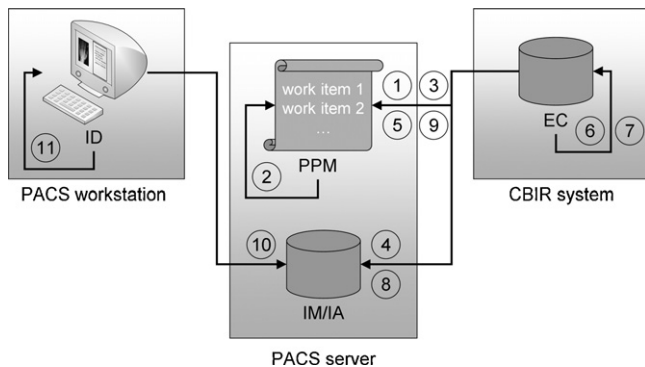 work item 1
work item 2
...
1
3
5
9
PPM
2
ID
11
PACS workstation
EC
6
7
CBIR system
10
4
8
IM/IA
PACS server